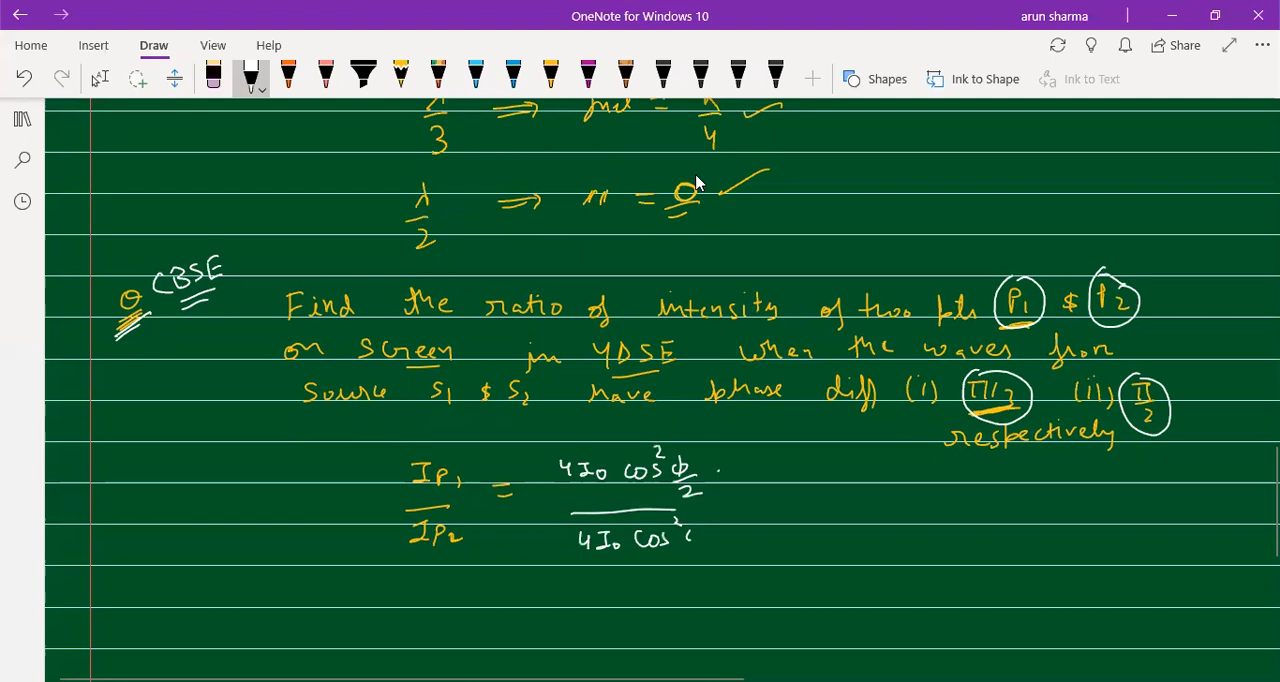 OneNote for Windows 10
arun sharma
Home Insert Draw View Help
Share
Shapes Ink to Shape Ink to Text
λ/3 ⟹ =  λ/4 ✓
λ/2 ⟹ " = 0 ✓
Q CBSE Find the ratio of intensity of two pts P1 & P2
on screen in YDSE when the waves from
source S1 & S2 have phase diff (i) π/3 (ii) π/2
respectively
IP1/IP2 = 4I0 cos² ϕ/2 / 4I0 cos²